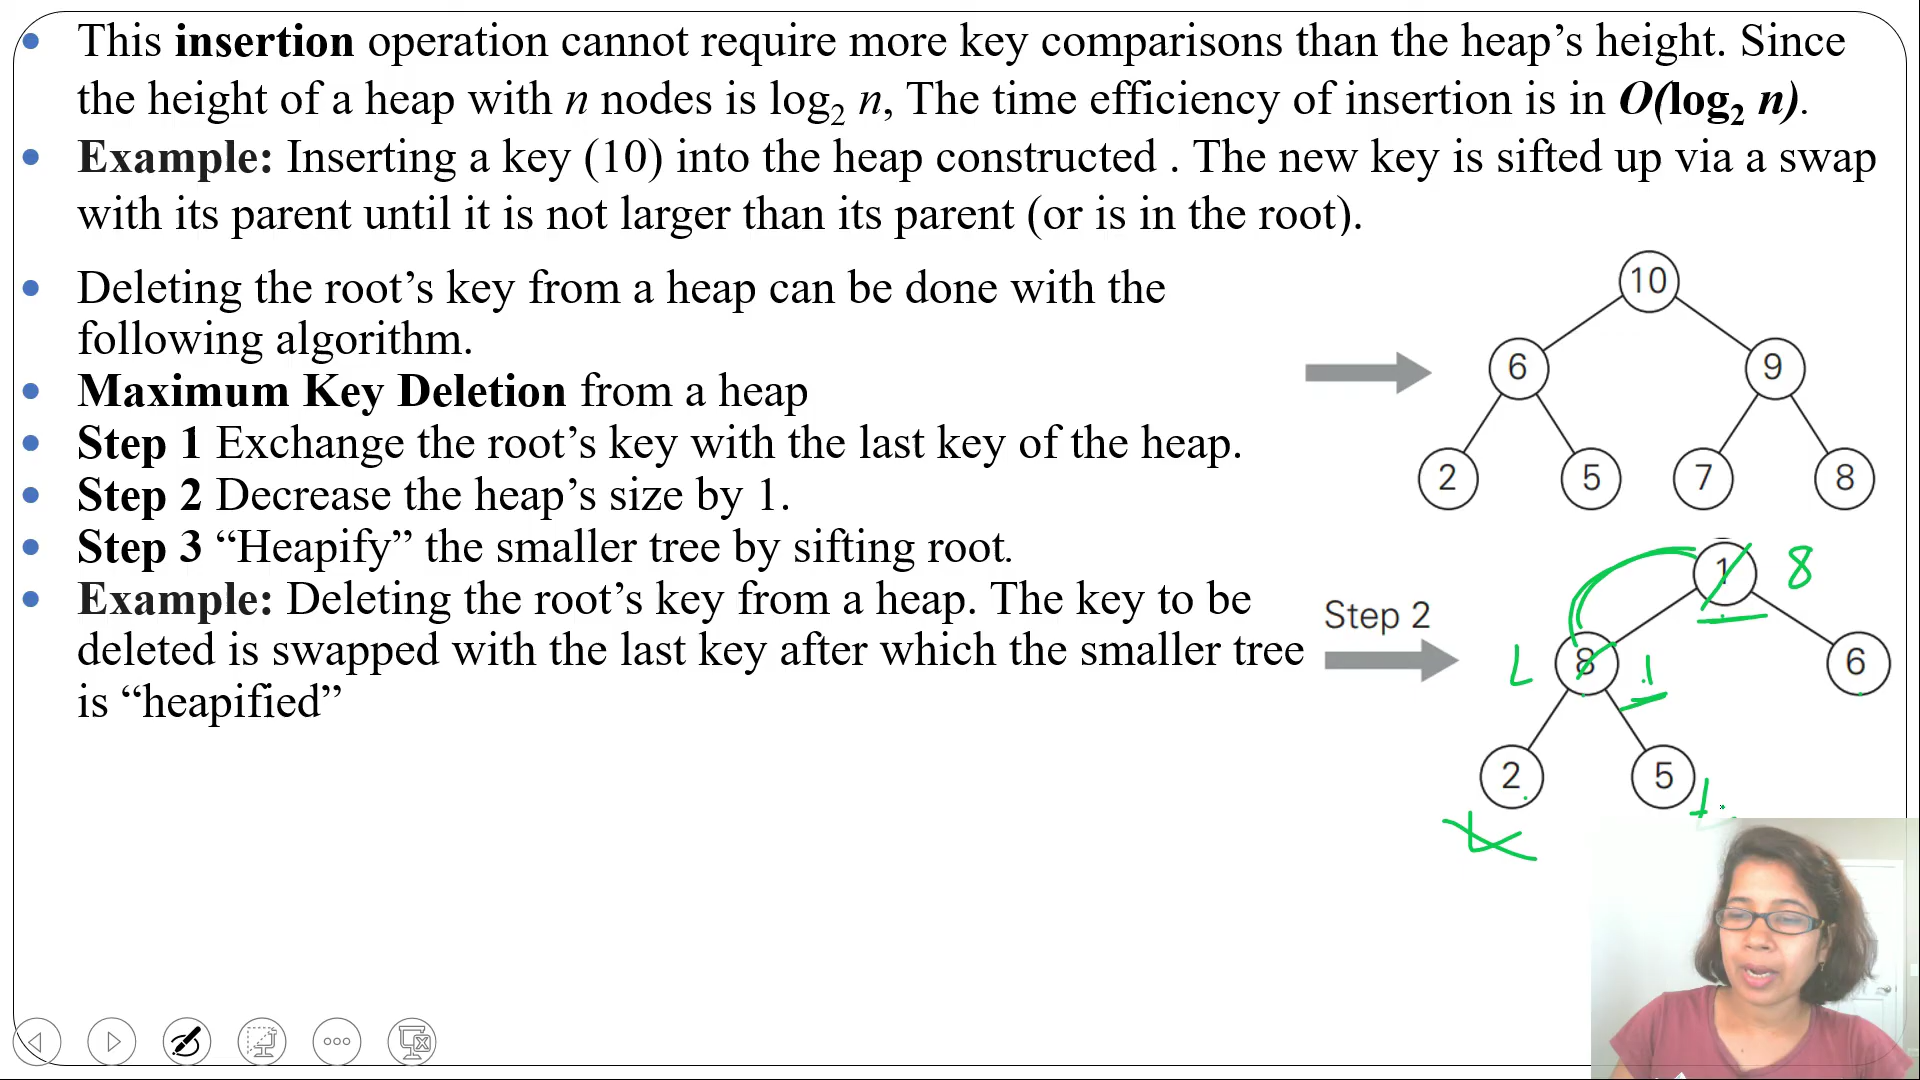 This insertion operation cannot require more key comparisons than the heap’s height. Since
the height of a heap with n nodes is log2 n, The time efficiency of insertion is in O(log2 n).
Example: Inserting a key (10) into the heap constructed . The new key is sifted up via a swap
with its parent until it is not larger than its parent (or is in the root).
Deleting the root’s key from a heap can be done with the
following algorithm.
Maximum Key Deletion from a heap
Step 1 Exchange the root’s key with the last key of the heap.
Step 2 Decrease the heap’s size by 1.
Step 3 “Heapify” the smaller tree by sifting root.
Example: Deleting the root’s key from a heap. The key to be
deleted is swapped with the last key after which the smaller tree
is “heapified”
10
6 9
2 5 7 8
Step 2
1 8
L 8 1 6
2 5
L